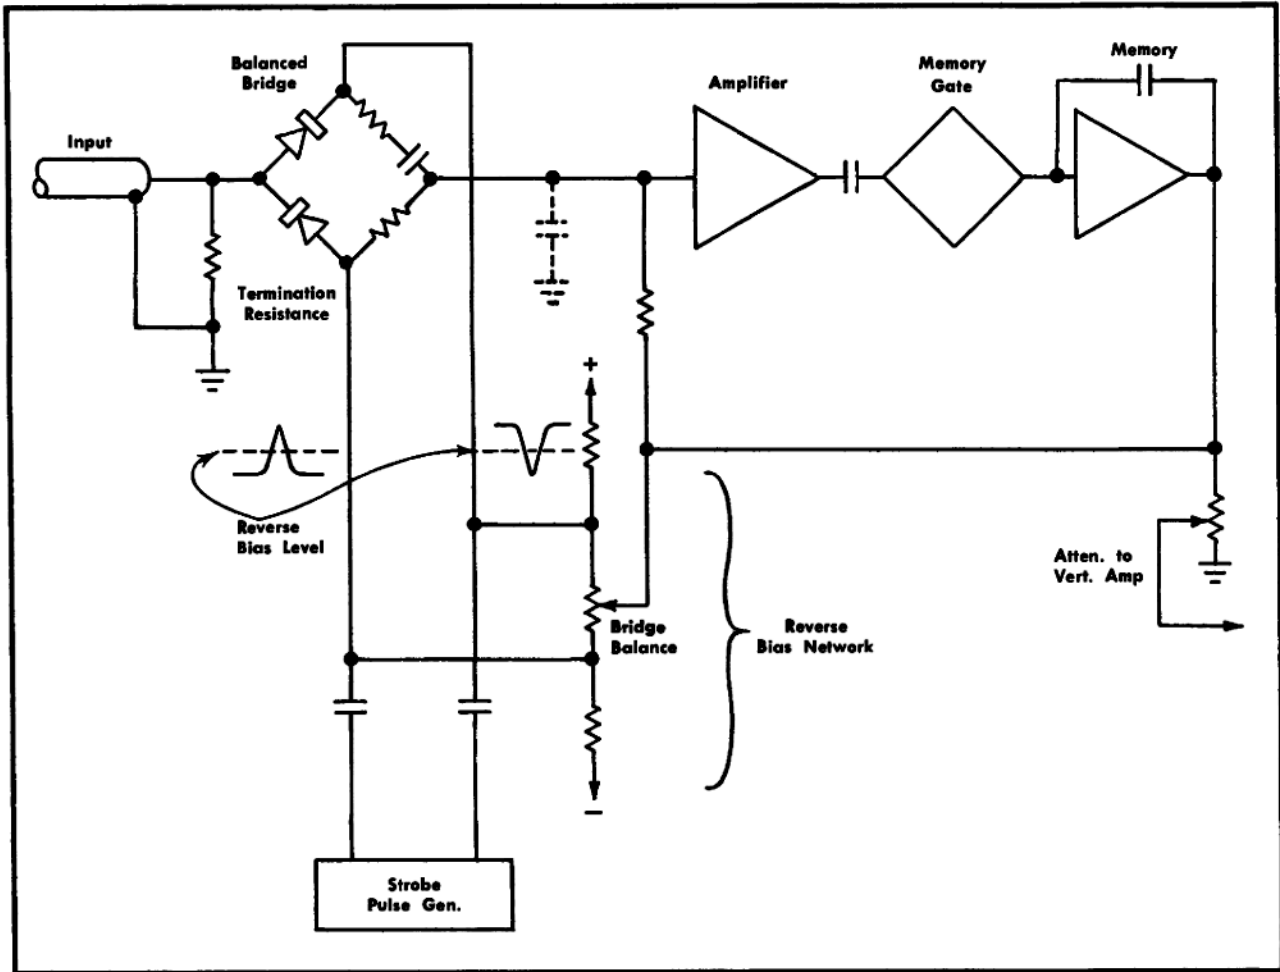 Balanced
Bridge
Input
Amplifier
Memory
Gate
Memory
Termination
Resistance
+
Reverse
Bias Level
Bridge
Balance
Reverse
Bias Network
Atten. to
Vert. Amp
−
Strobe
Pulse Gen.